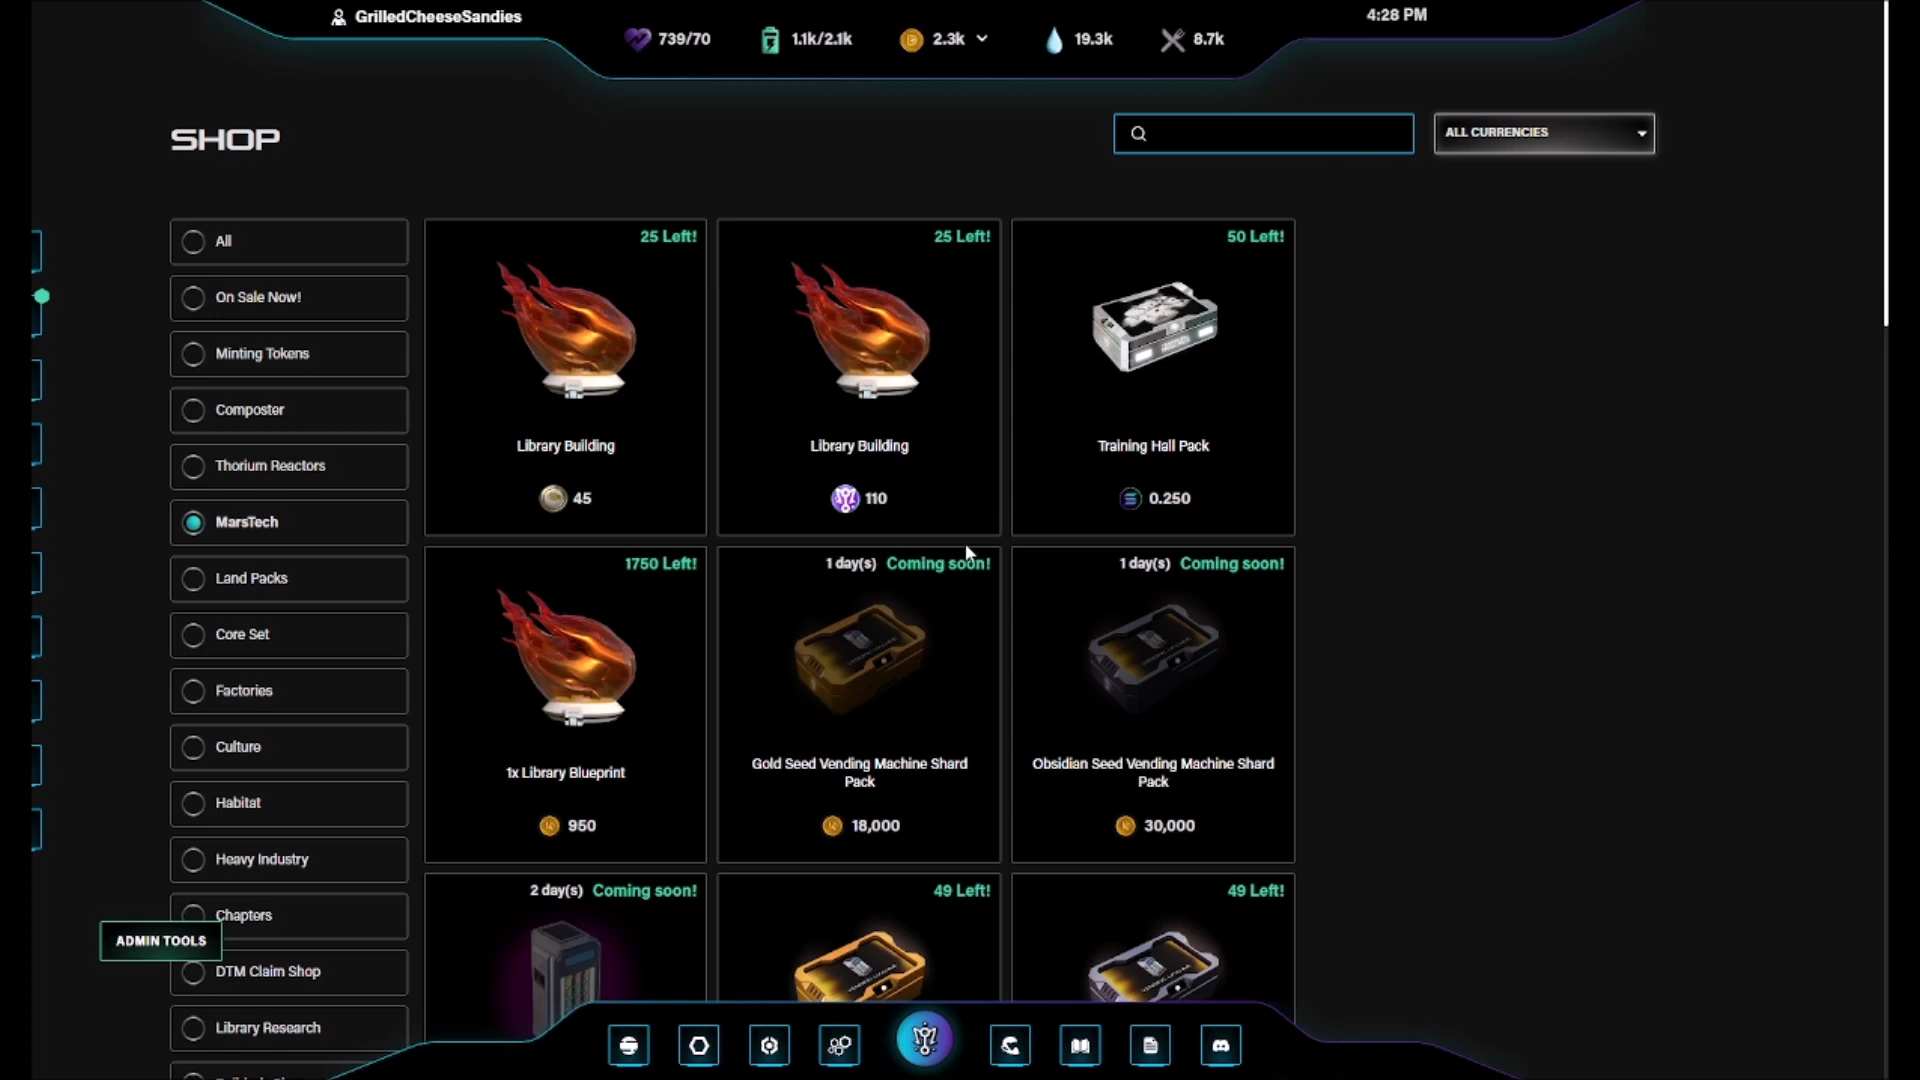 GrilledCheeseSandies
4:28 PM
739/70
1.1k/2.1k
2.3k
19.3k
8.7k
SHOP
ALL CURRENCIES
All
On Sale Now!
Minting Tokens
Composter
Thorium Reactors
MarsTech
Land Packs
Core Set
Factories
Culture
Habitat
Heavy Industry
Chapters
ADMIN TOOLS
DTM Claim Shop
Library Research
25 Left!
Library Building
45
25 Left!
Library Building
110
50 Left!
Training Hall Pack
0.250
1750 Left!
1x Library Blueprint
950
1 day(s) Coming soon!
Gold Seed Vending Machine Shard
Pack
18,000
1 day(s) Coming soon!
Obsidian Seed Vending Machine Shard
Pack
30,000
2 day(s) Coming soon!
49 Left!
49 Left!